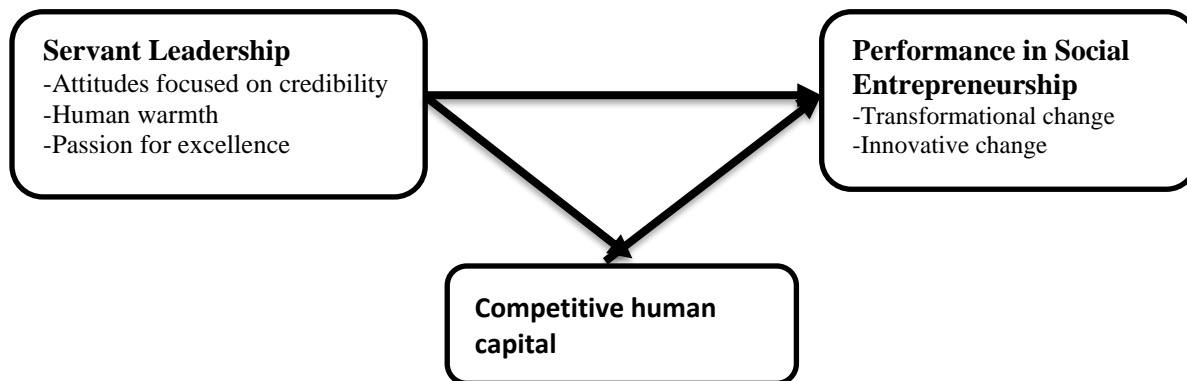 Servant Leadership
-Attitudes focused on credibility
-Human warmth
-Passion for excellence
Performance in Social
Entrepreneurship
-Transformational change
-Innovative change
Competitive human
capital